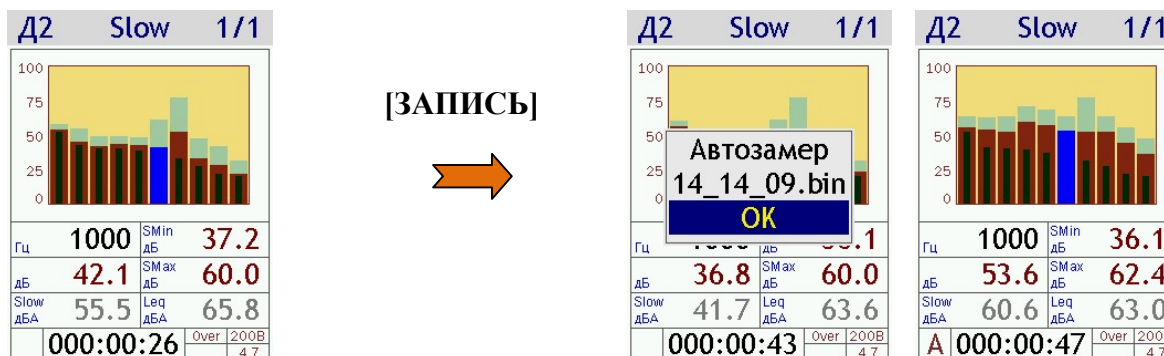 Д2 Slow 1/1
100
75
50
25
0
Гц 1000 SMin дБ 37.2
дБ 42.1 SMax дБ 60.0
Slow дБА 55.5 Leq дБА 65.8
000:00:26 Over 200В
4.7
[ЗАПИСЬ]
Д2 Slow 1/1
100
75
50
25
0
Автозамер
14_14_09.bin
OK
Гц дБ
дБ 36.8 SMax дБ 60.0
Slow дБА 41.7 Leq дБА 63.6
000:00:43 Over 200В
4.7
Д2 Slow 1/1
100
75
50
25
0
Гц 1000 SMin дБ 36.1
дБ 53.6 SMax дБ 62.4
Slow дБА 60.6 Leq дБА 63.0
А 000:00:47 Over 200
4.7